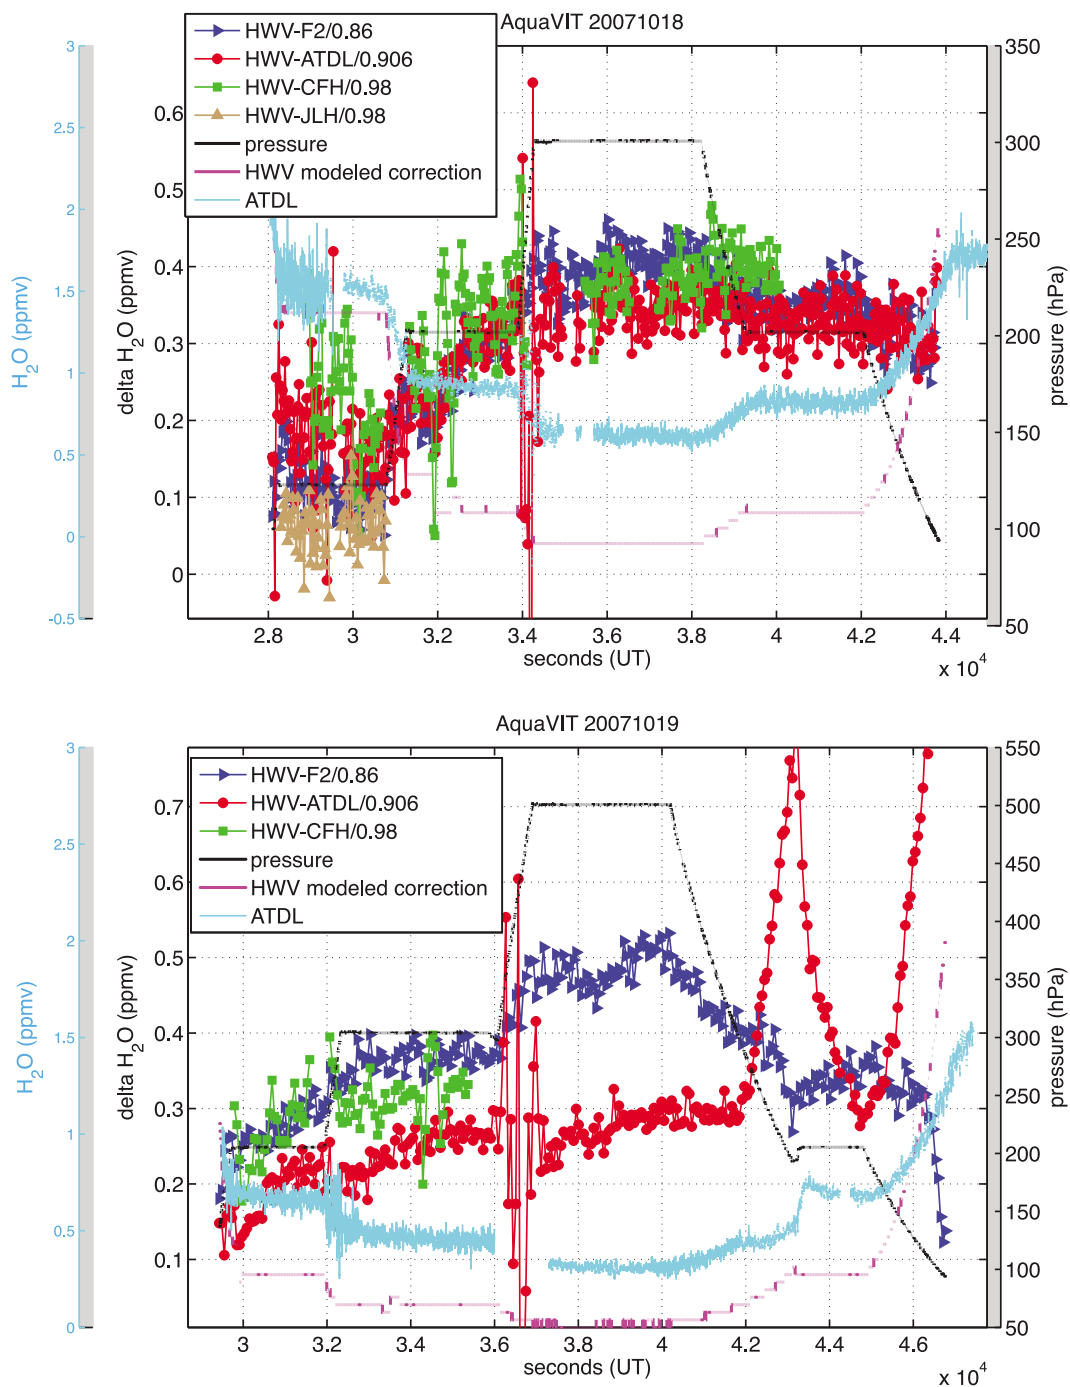 AquaVIT 20071018
HWV-F2/0.86
HWV-ATDL/0.906
HWV-CFH/0.98
HWV-JLH/0.98
pressure
HWV modeled correction
ATDL
3
2.5
2
1.5
1
0.5
0
-0.5
H2O (ppmv)
0.6
0.5
0.4
0.3
0.2
0.1
0
delta H2O (ppmv)
350
300
250
200
150
100
50
pressure (hPa)
2.8 3 3.2 3.4 3.6 3.8 4 4.2 4.4
seconds (UT)
x 10^4
AquaVIT 20071019
HWV-F2/0.86
HWV-ATDL/0.906
HWV-CFH/0.98
pressure
HWV modeled correction
ATDL
3
2.5
2
1.5
1
0.5
0
H2O (ppmv)
0.7
0.6
0.5
0.4
0.3
0.2
0.1
delta H2O (ppmv)
550
500
450
400
350
300
250
200
150
100
50
pressure (hPa)
3 3.2 3.4 3.6 3.8 4 4.2 4.4 4.6
seconds (UT)
x 10^4